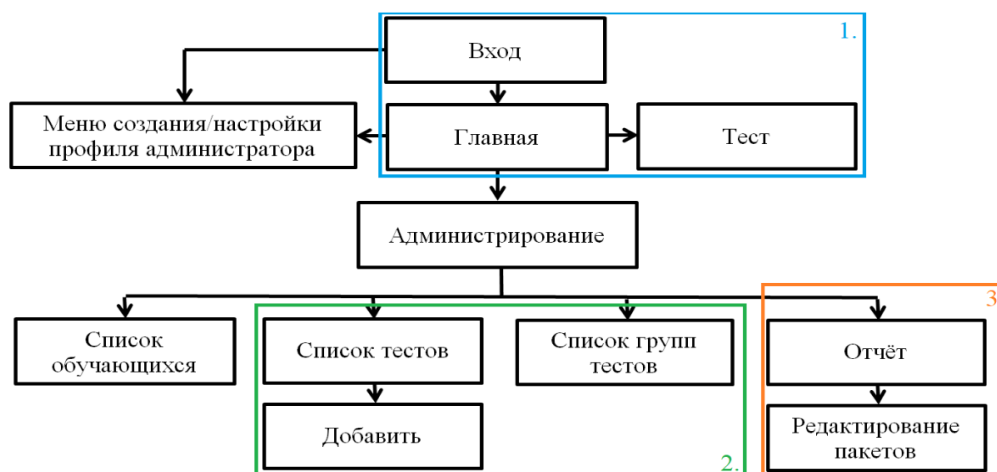 1.
Вход
Меню создания/настройки
профиля администратора
Главная
Тест
Администрирование
3
Список
обучающихся
Список тестов
Список групп
тестов
Отчёт
Добавить
Редактирование
пакетов
2.